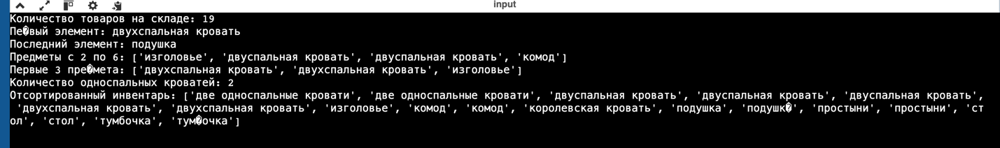 input
Количество товаров на складе: 19
Пе�вый элемент: двухспальная кровать
Последний элемент: подушка
Предметы с 2 по 6: ['изголовье', 'двуспальная кровать', 'двуспальная кровать', 'комод']
Первые 3 пре�мета: ['двухспальная кровать', 'двухспальная кровать', 'изголовье']
Количество односпальных кроватей: 2
Отсортированный инвентарь: ['две односпальные кровати', 'две односпальные кровати', 'двуспальная кровать', 'двуспальная кровать', 'двуспальная кровать',
'двухспальная кровать', 'двухспальная кровать', 'изголовье', 'комод', 'комод', 'королевская кровать', 'подушка', 'подушк�', 'простыни', 'простыни', 'ст
ол', 'стол', 'тумбочка', 'тум�очка']